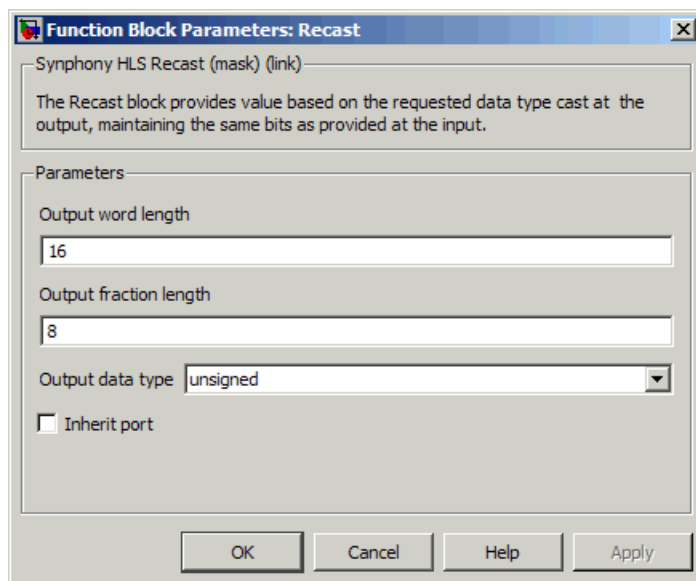 Function Block Parameters: Recast
Synphony HLS Recast (mask) (link)
The Recast block provides value based on the requested data type cast at the
output, maintaining the same bits as provided at the input.
Parameters
Output word length
16
Output fraction length
8
Output data type unsigned
Inherit port
OK Cancel Help Apply